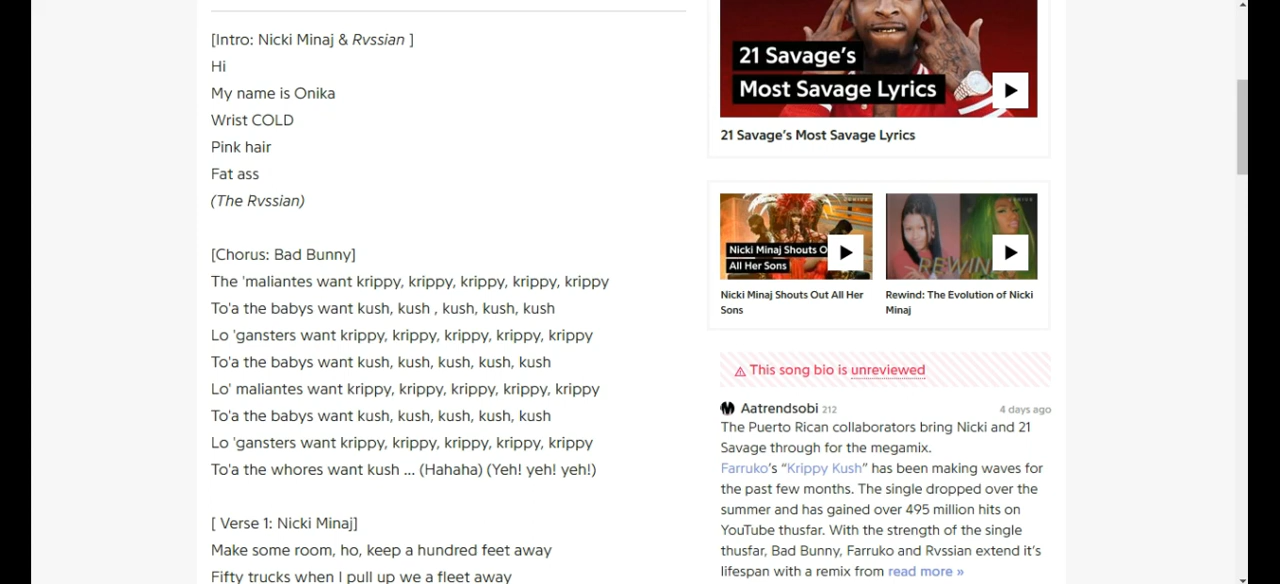 [Intro: Nicki Minaj & Rvssian ]
Hi
My name is Onika
Wrist COLD
Pink hair
Fat ass
(The Rvssian)
[Chorus: Bad Bunny]
The 'maliantes want krippy, krippy, krippy, krippy, krippy
To'a the babys want kush, kush , kush, kush, kush
Lo 'gansters want krippy, krippy, krippy, krippy, krippy
To'a the babys want kush, kush, kush, kush, kush
Lo' maliantes want krippy, krippy, krippy, krippy, krippy
To'a the babys want kush, kush, kush, kush, kush
Lo 'gansters want krippy, krippy, krippy, krippy, krippy
To'a the whores want kush ... (Hahaha) (Yeh! yeh! yeh!)
[ Verse 1: Nicki Minaj]
Make some room, ho, keep a hundred feet away
Fifty trucks when I pull up we a fleet away
21 Savage's
Most Savage Lyrics
21 Savage's Most Savage Lyrics
Nicki Minaj Shouts O
All Her Sons
GENIUS
Nicki Minaj Shouts Out All Her
Sons
REWIN
GENIUS
Rewind: The Evolution of Nicki
Minaj
This song bio is unreviewed
Aatrendsobi 212
4 days ago
The Puerto Rican collaborators bring Nicki and 21
Savage through for the megamix.
Farruko's “Krippy Kush” has been making waves for
the past few months. The single dropped over the
summer and has gained over 495 million hits on
YouTube thusfar. With the strength of the single
thusfar, Bad Bunny, Farruko and Rvssian extend it's
lifespan with a remix from read more »